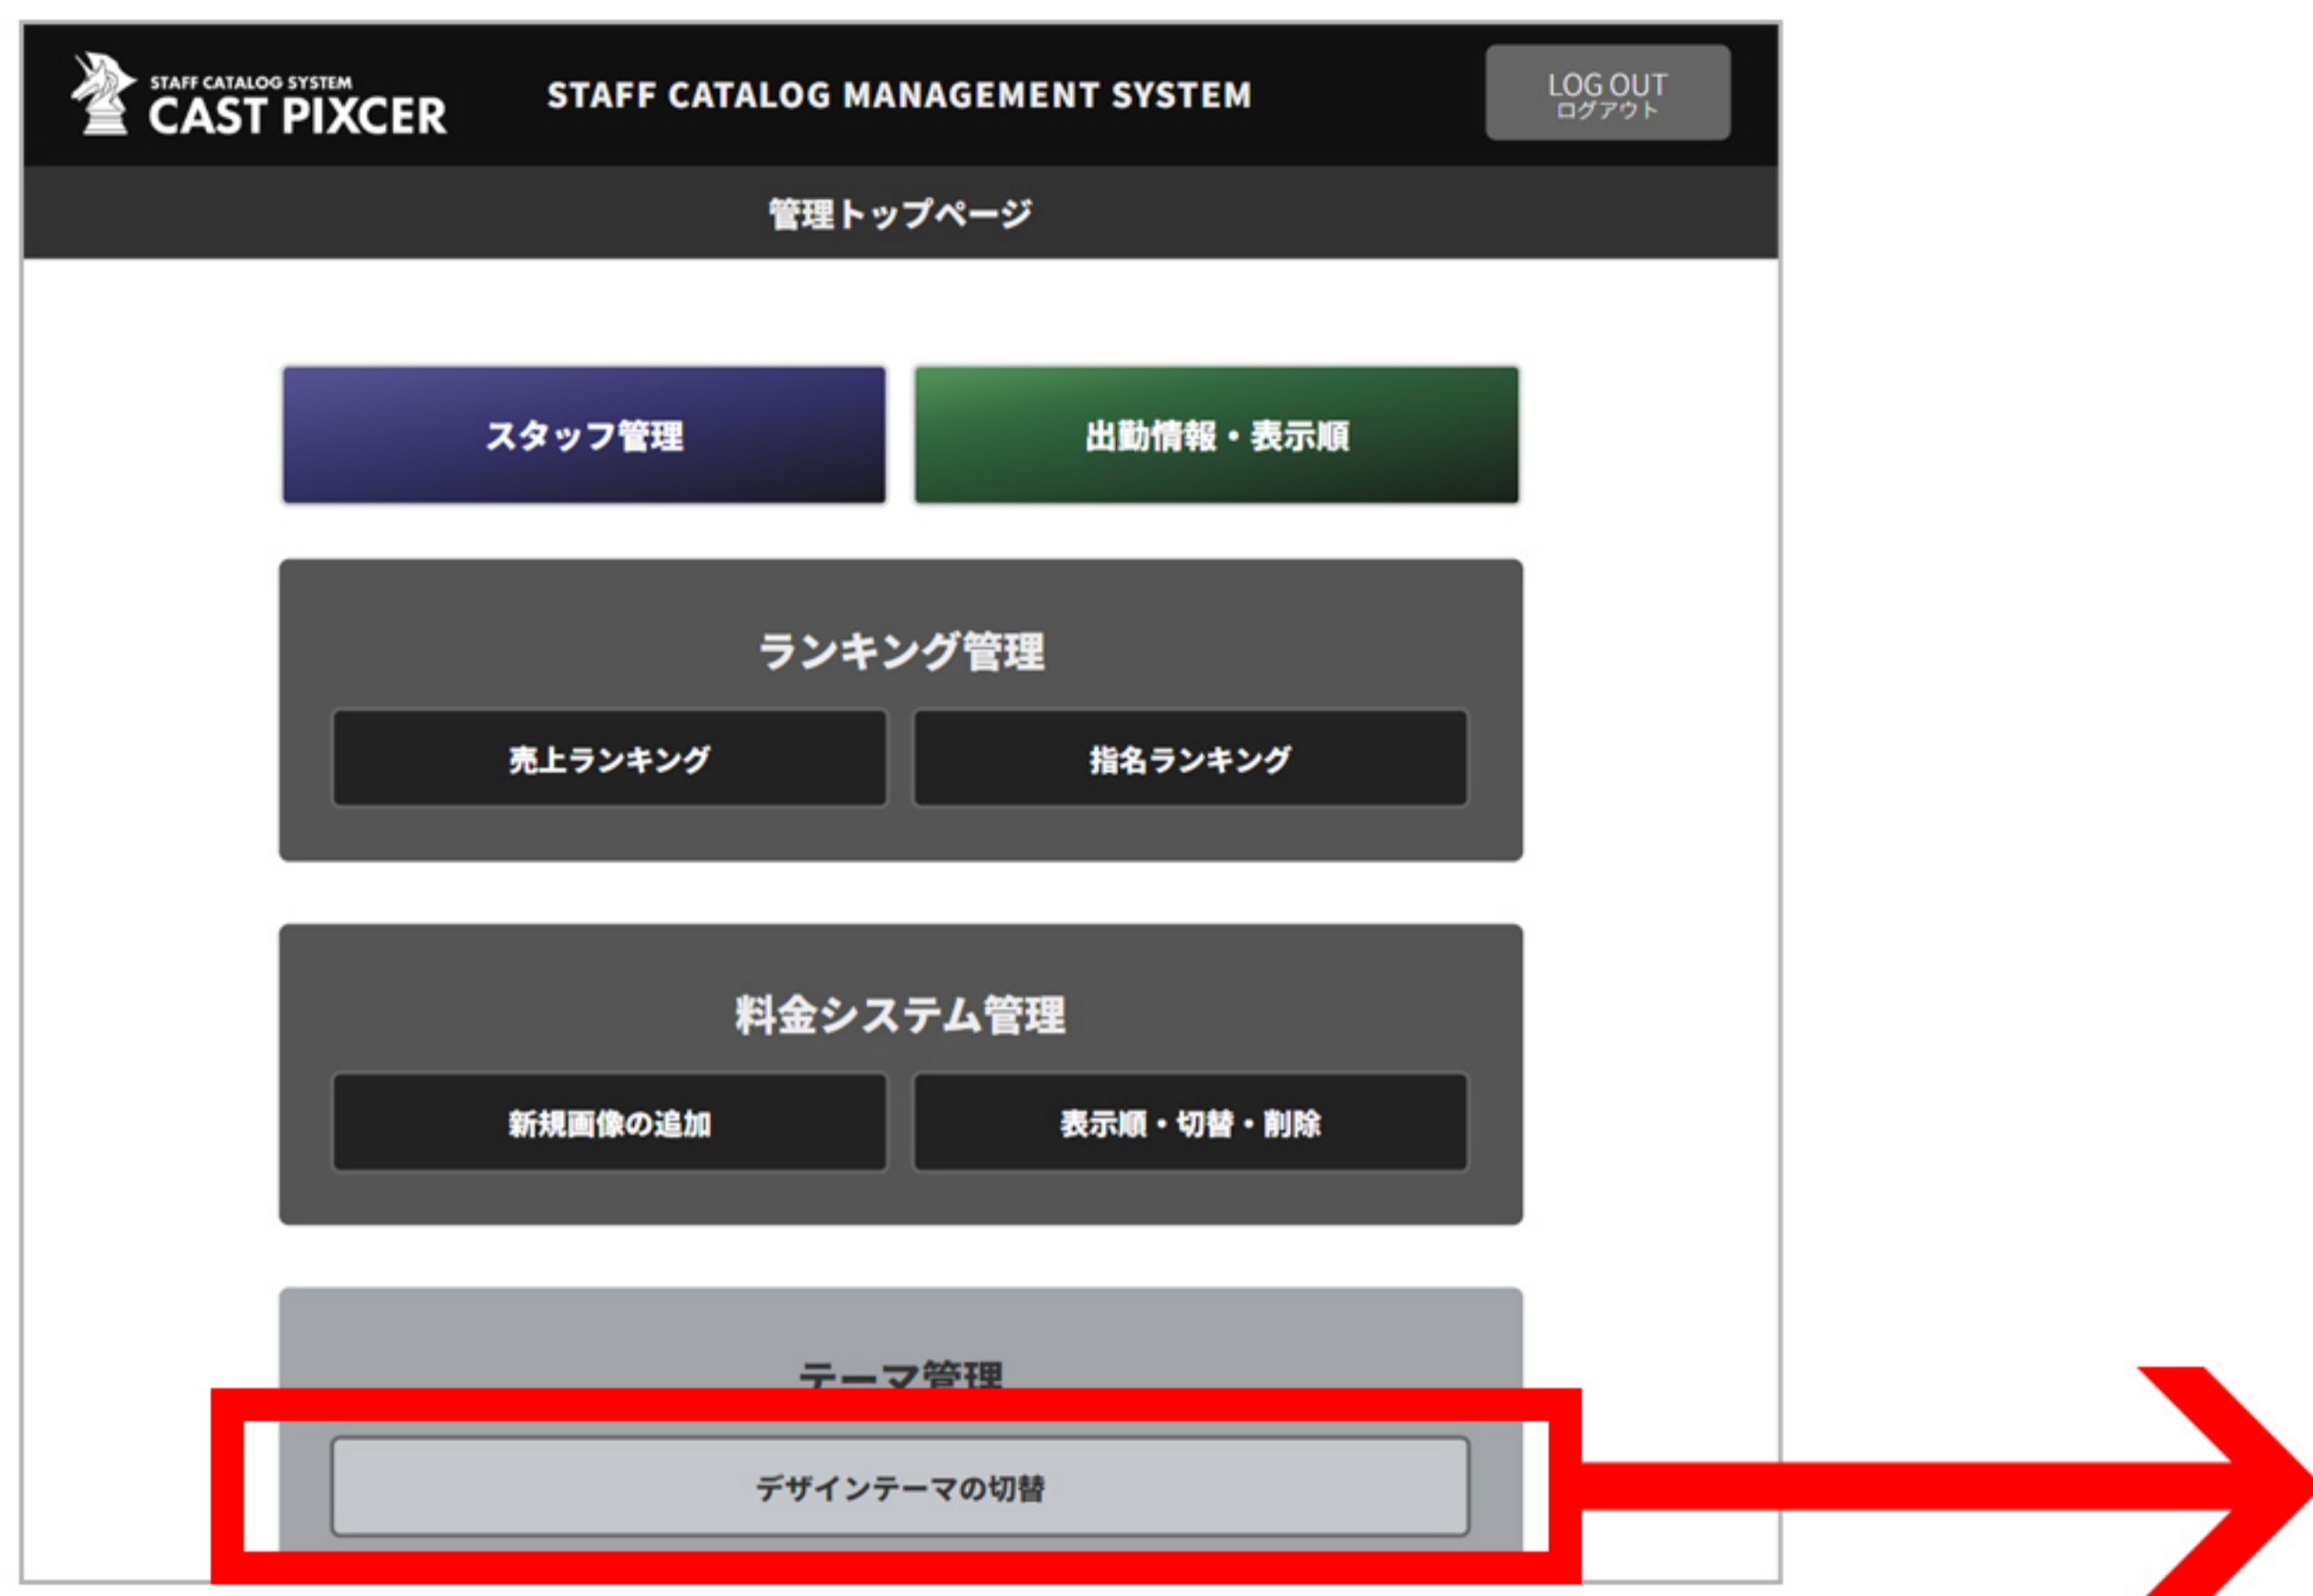 STAFF CATALOG SYSTEM
CAST PIXCER
STAFF CATALOG MANAGEMENT SYSTEM
LOG OUT
ログアウト
管理トップページ
スタッフ管理
出勤情報・表示順
ランキング管理
売上ランキング
指名ランキング
料金システム管理
新規画像の追加
表示順・切替・削除
テーマ管理
デザインテーマの切替